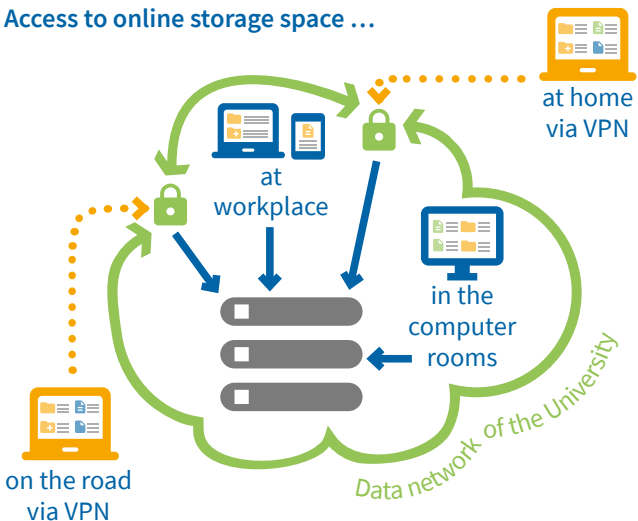 Access to online storage space ...
at home
via VPN
at
workplace
in the
computer
rooms
Data network of the University
on the road
via VPN